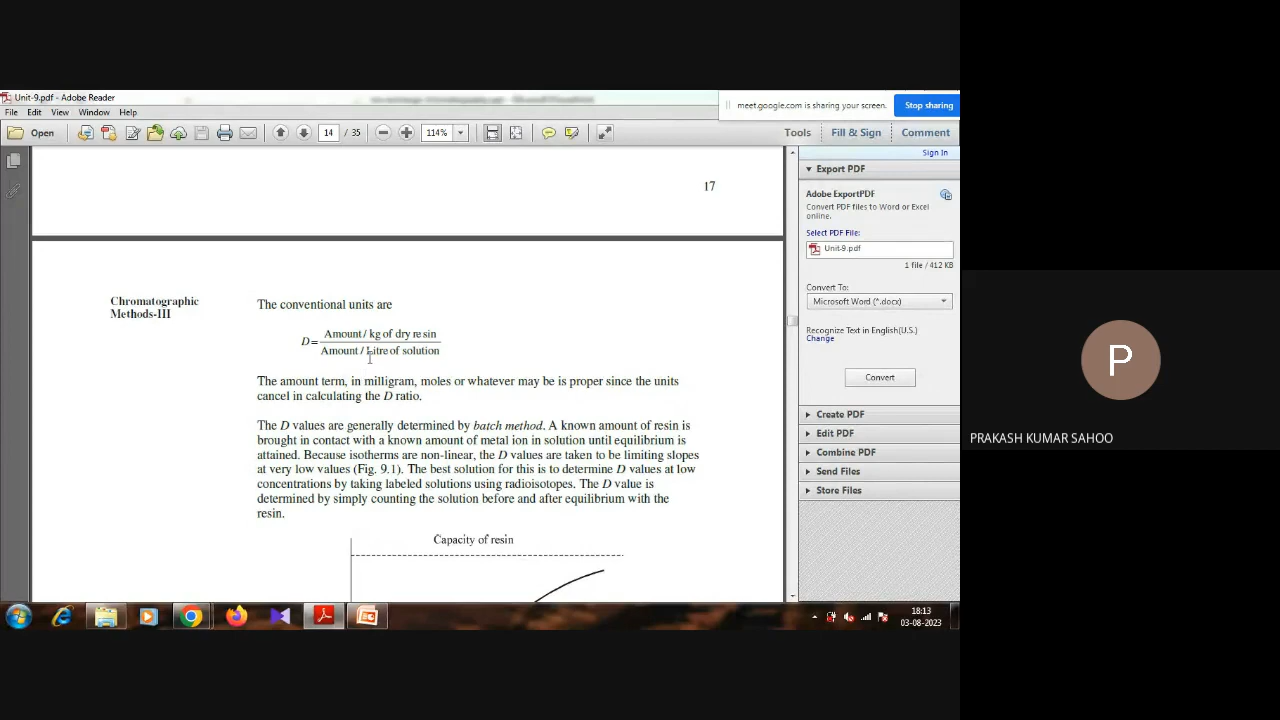 Unit-9.pdf - Adobe Reader
meet.google.com is sharing your screen.
Stop sharing
File Edit View Window Help
Open
14 / 35
114%
Tools
Fill & Sign
Comment
17
Chromatographic
Methods-III
The conventional units are
D = Amount / kg of dry resin
Amount / Litre of solution
The amount term, in milligram, moles or whatever may be is proper since the units
cancel in calculating the D ratio.
The D values are generally determined by batch method. A known amount of resin is
brought in contact with a known amount of metal ion in solution until equilibrium is
attained. Because isotherms are non-linear, the D values are taken to be limiting slopes
at very low values (Fig. 9.1). The best solution for this is to determine D values at low
concentrations by taking labeled solutions using radioisotopes. The D value is
determined by simply counting the solution before and after equilibrium with the
resin.
Capacity of resin
Sign In
Export PDF
Adobe ExportPDF
Convert PDF files to Word or Excel
online.
Select PDF File:
Unit-9.pdf
1 file / 412 KB
Convert To:
Microsoft Word (*.docx)
Recognize Text in English(U.S.)
Change
Convert
Create PDF
Edit PDF
Combine PDF
Send Files
Store Files
18:13
03-08-2023
P
PRAKASH KUMAR SAHOO